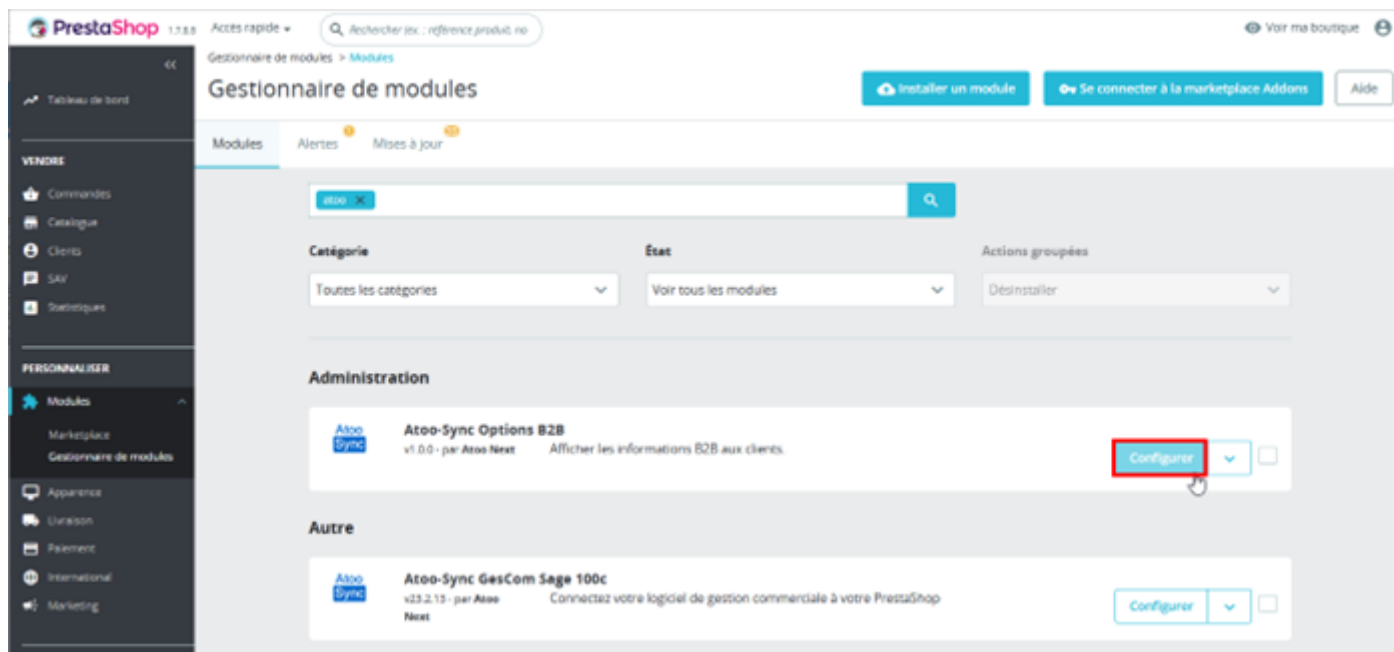 PrestaShop 1.7.8.8 Accès rapide Rechercher (ex. : référence produit, no Voir ma boutique
Gestionnaire de modules > Modules
Gestionnaire de modules
Installer un module
Se connecter à la marketplace Addons
Aide
Tableau de bord
VENDRE
Commandes
Catalogue
Clients
SAV
Statistiques
PERSONNALISER
Modules
Marketplace
Gestionnaire de modules
Apparence
Livraison
Paiement
International
Marketing
Modules Alertes Mises à jour
atoo
Catégorie État Actions groupées
Toutes les catégories Voir tous les modules Désinstaller
Administration
Atoo Sync
Atoo-Sync Options B2B
v1.0.0 - par Atoo Next Afficher les informations B2B aux clients.
Configurer
Autre
Atoo Sync
Atoo-Sync GesCom Sage 100c
v23.2.13 - par Atoo Next Connectez votre logiciel de gestion commerciale à votre PrestaShop
Configurer